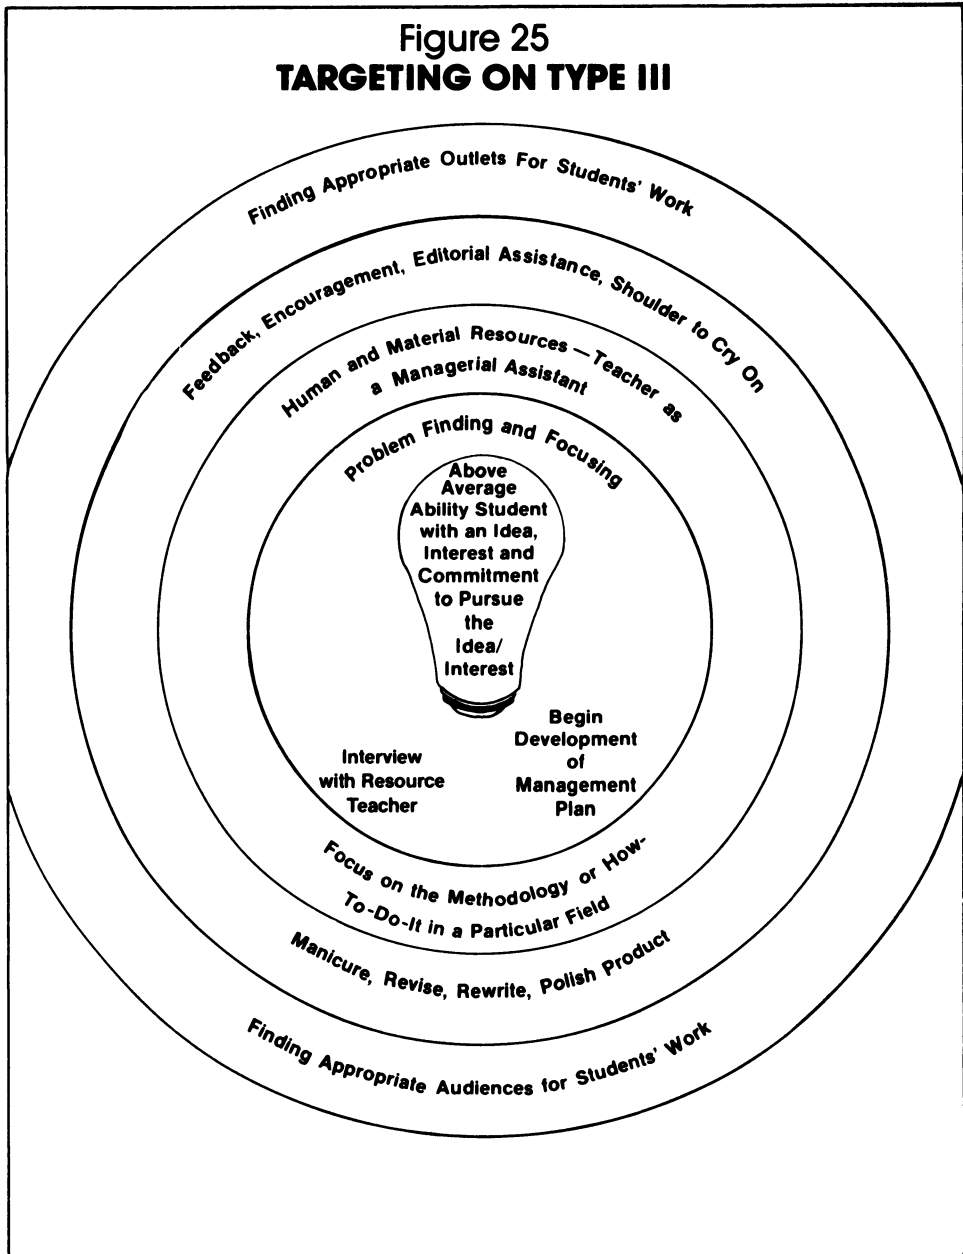 Figure 25
TARGETING ON TYPE III
Finding Appropriate Outlets For Students' Work
Feedback, Encouragement, Editorial Assistance, Shoulder to Cry On
Human and Material Resources — Teacher as
a Managerial Assistant
Problem Finding and Focusing
Above
Average
Ability Student
with an Idea,
Interest and
Commitment
to Pursue
the
Idea/
Interest
Interview
with Resource
Teacher
Begin
Development
of
Management
Plan
Focus on the Methodology or How-
To-Do-It in a Particular Field
Manicure, Revise, Rewrite, Polish Product
Finding Appropriate Audiences for Students' Work